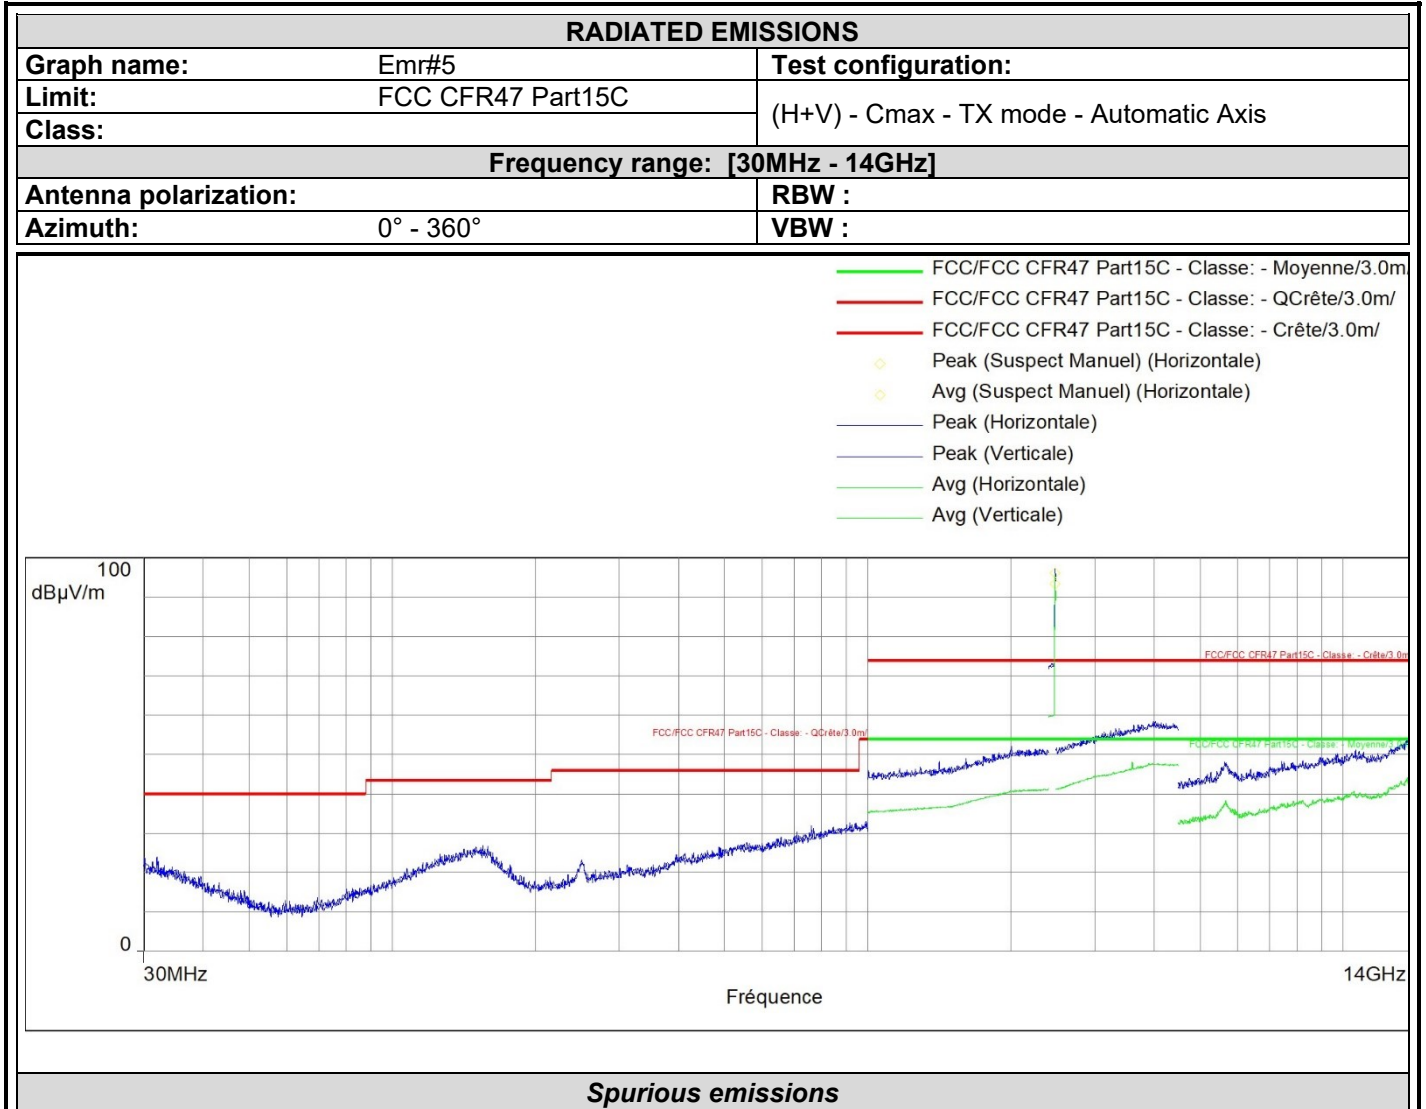 RADIATED EMISSIONS
Graph name: Emr#5 Test configuration:
Limit: FCC CFR47 Part15C
(H+V) - Cmax - TX mode - Automatic Axis
Class:
Frequency range: [30MHz - 14GHz]
Antenna polarization: RBW :
Azimuth: 0° - 360° VBW :
FCC/FCC CFR47 Part15C - Classe: - Moyenne/3.0m/
FCC/FCC CFR47 Part15C - Classe: - QCrête/3.0m/
FCC/FCC CFR47 Part15C - Classe: - Crête/3.0m/
Peak (Suspect Manuel) (Horizontale)
Avg (Suspect Manuel) (Horizontale)
Peak (Horizontale)
Peak (Verticale)
Avg (Horizontale)
Avg (Verticale)
100
dBµV/m
FCC/FCC CFR47 Part15C - Classe: - Crête/3.0m
FCC/FCC CFR47 Part15C - Classe: - QCrête/3.0m/
FCC/FCC CFR47 Part15C - Classe: - Moyenne
0
30MHz 14GHz
Fréquence
Spurious emissions